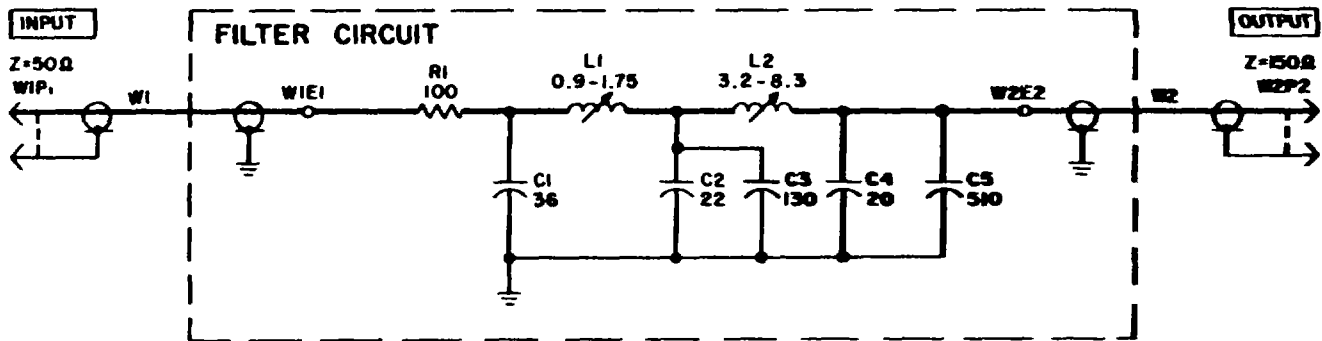 INPUT
OUTPUT
FILTER CIRCUIT
Z=50Ω
W1P1
W1
W1E1
R1
100
L1
0.9-1.75
L2
3.2-8.3
W2E2
W2
Z=150Ω
W2P2
C1
36
C2
22
C3
130
C4
20
C5
510